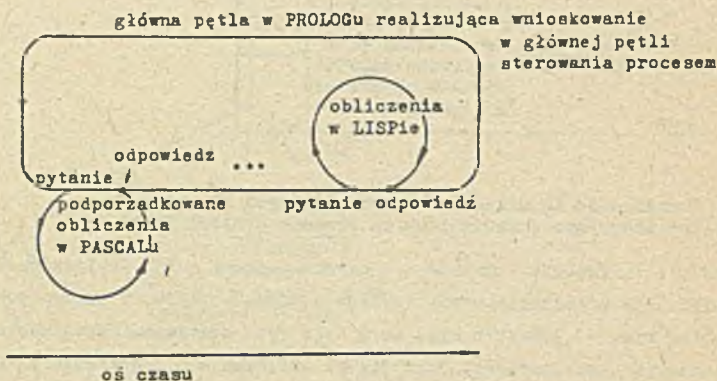 główna pętla w PROLOGu realizująca wnioskowanie
w głównej pętli
sterowania procesem
obliczenia
w LISPie
odpowiedz ...
pytanie
podporządkowane
obliczenia
w PASCALu
pytanie odpowiedź
oś czasu